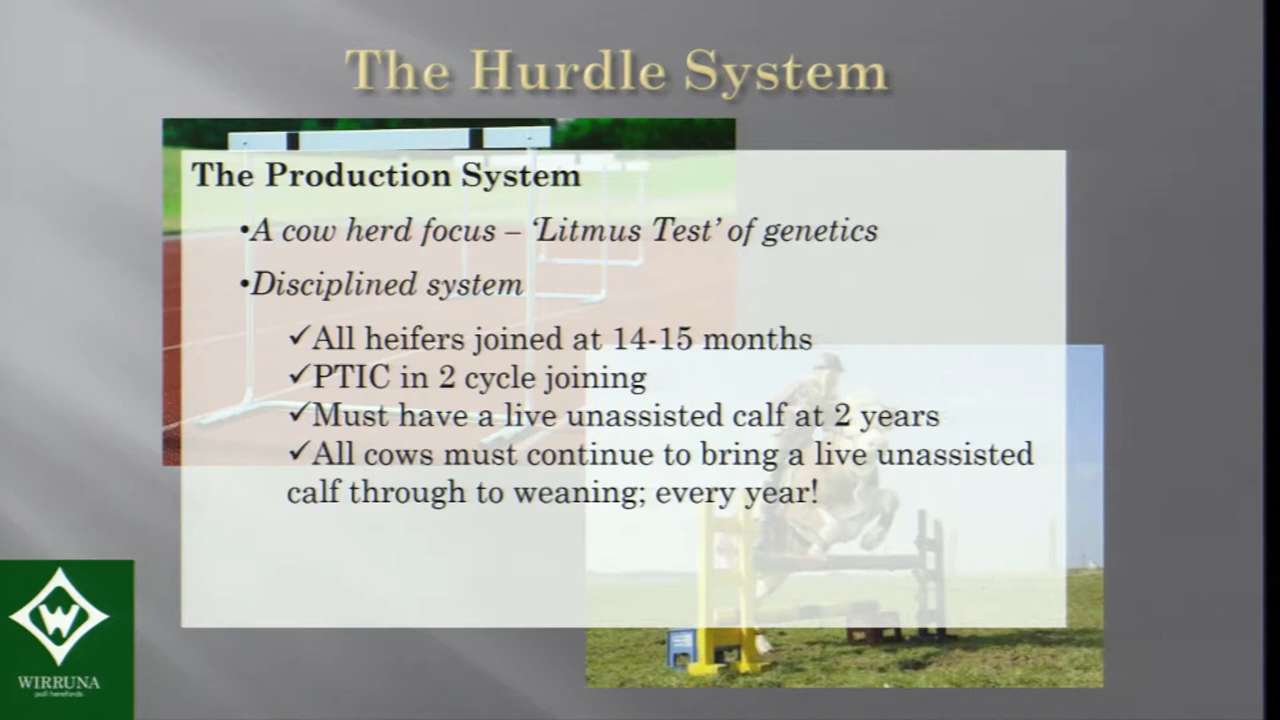 The Hurdle System
The Production System
•A cow herd focus – ‘Litmus Test’ of genetics
•Disciplined system
✓All heifers joined at 14-15 months
✓PTIC in 2 cycle joining
✓Must have a live unassisted calf at 2 years
✓All cows must continue to bring a live unassisted
calf through to weaning; every year!
W
WIRRUNA
poll herefords